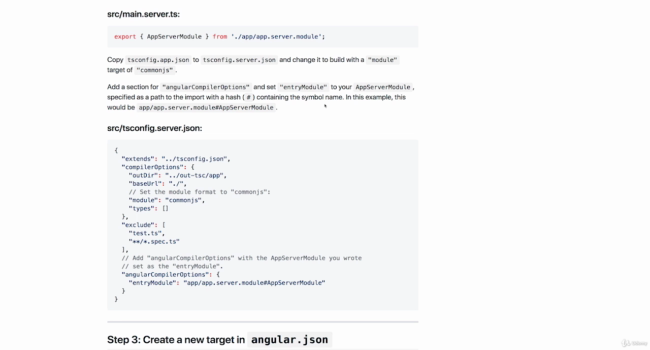 src/main.server.ts:
export { AppServerModule } from './app/app.server.module';
Copy tsconfig.app.json to tsconfig.server.json and change it to build with a "module"
target of "commonjs".
Add a section for "angularCompilerOptions" and set "entryModule" to your AppServerModule,
specified as a path to the import with a hash (#) containing the symbol name. In this example, this
would be app/app.server.module#AppServerModule.
src/tsconfig.server.json:
{
"extends": "../tsconfig.json",
"compilerOptions": {
"outDir": "../out-tsc/app",
"baseUrl": "./",
// Set the module format to "commonjs":
"module": "commonjs",
"types": []
},
"exclude": [
"test.ts",
"**/*.spec.ts"
],
// Add "angularCompilerOptions" with the AppServerModule you wrote
// set as the "entryModule".
"angularCompilerOptions": {
"entryModule": "app/app.server.module#AppServerModule"
}
}
Step 3: Create a new target in angular.json
Udemy